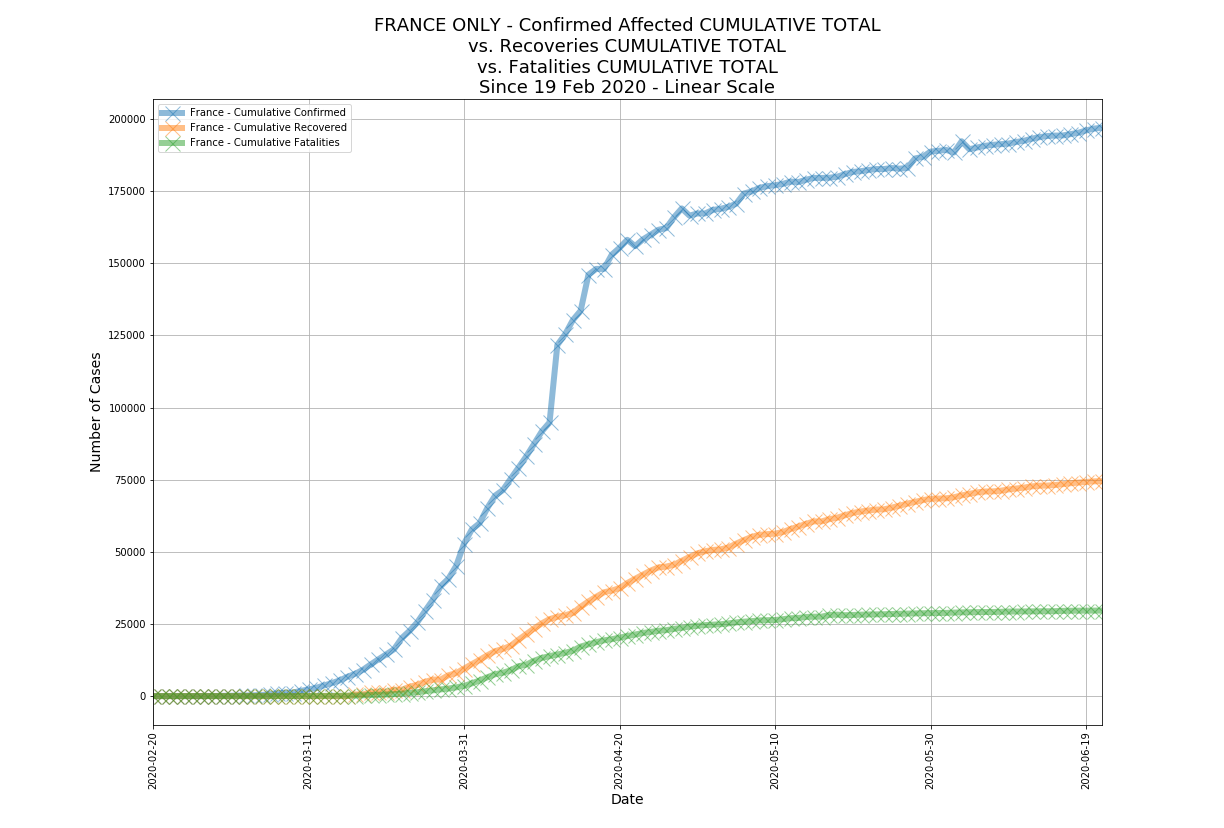 FRANCE ONLY - Confirmed Affected CUMULATIVE TOTAL
vs. Recoveries CUMULATIVE TOTAL
vs. Fatalities CUMULATIVE TOTAL
Since 19 Feb 2020 - Linear Scale
France - Cumulative Confirmed
France - Cumulative Recovered
France - Cumulative Fatalities
Number of Cases
200000
175000
150000
125000
100000
75000
50000
25000
0
2020-02-20
2020-03-11
2020-03-31
2020-04-20
2020-05-10
2020-05-30
2020-06-19
Date